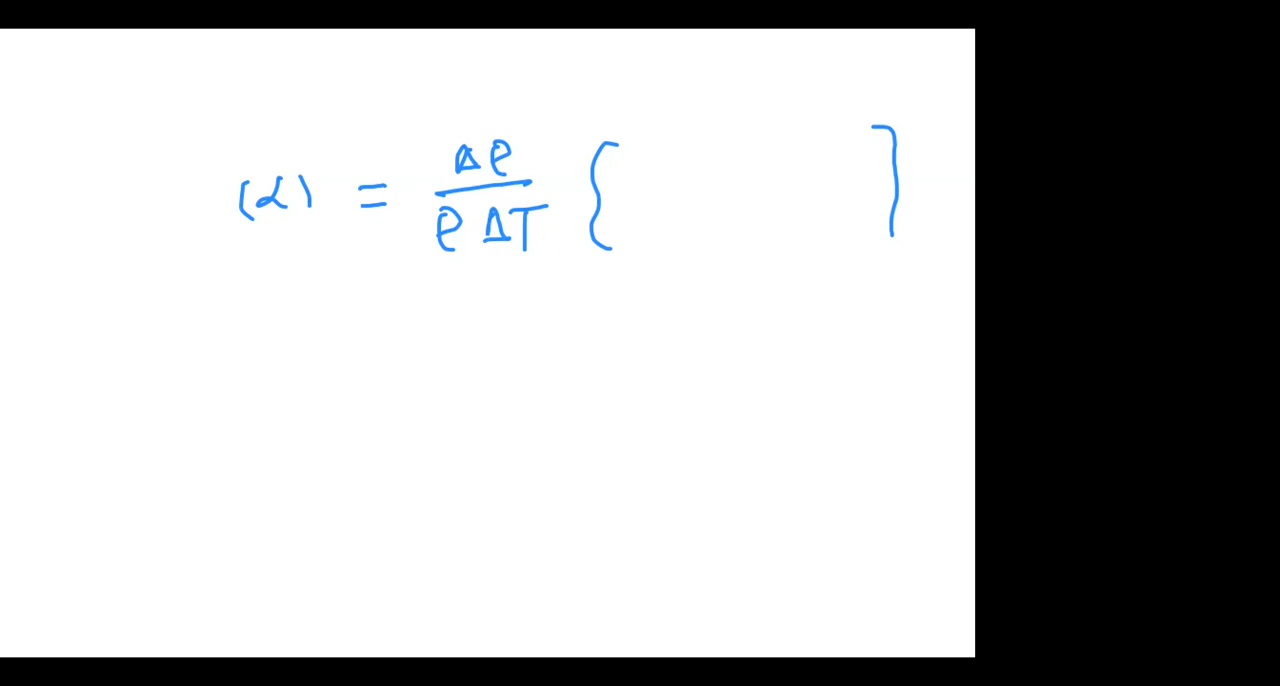 (α) = Δρ / ρ ΔT { }